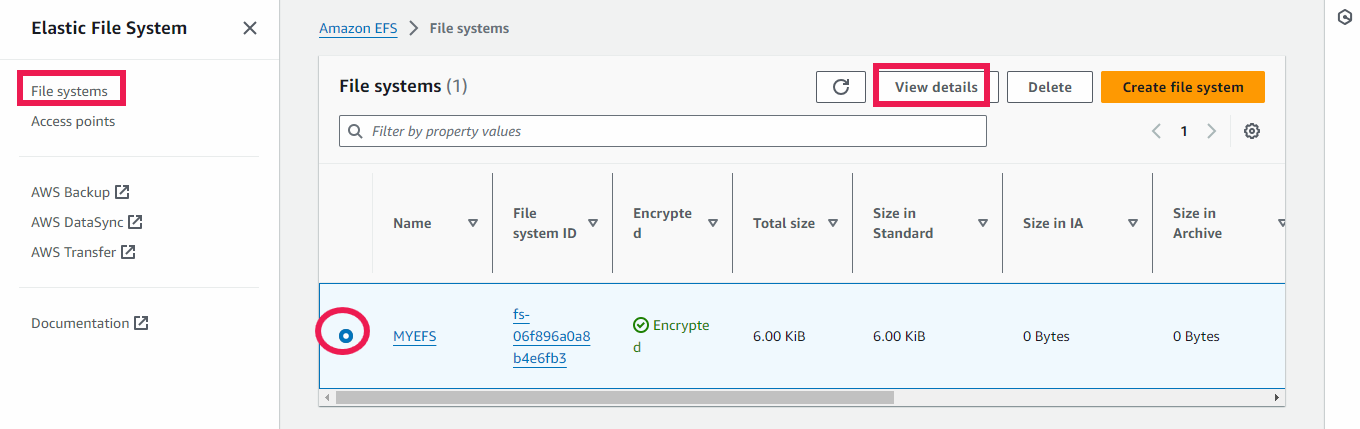 Elastic File System
File systems
Access points
AWS Backup
AWS DataSync
AWS Transfer
Documentation
Amazon EFS File systems
File systems (1)
View details
Delete
Create file system
Filter by property values
1
Name
File
system ID
Encrypte
d
Total size
Size in
Standard
Size in IA
Size in
Archive
MYEFS
fs-
06f896a0a8
b4e6fb3
Encrypte
d
6.00 KiB
6.00 KiB
0 Bytes
0 Bytes